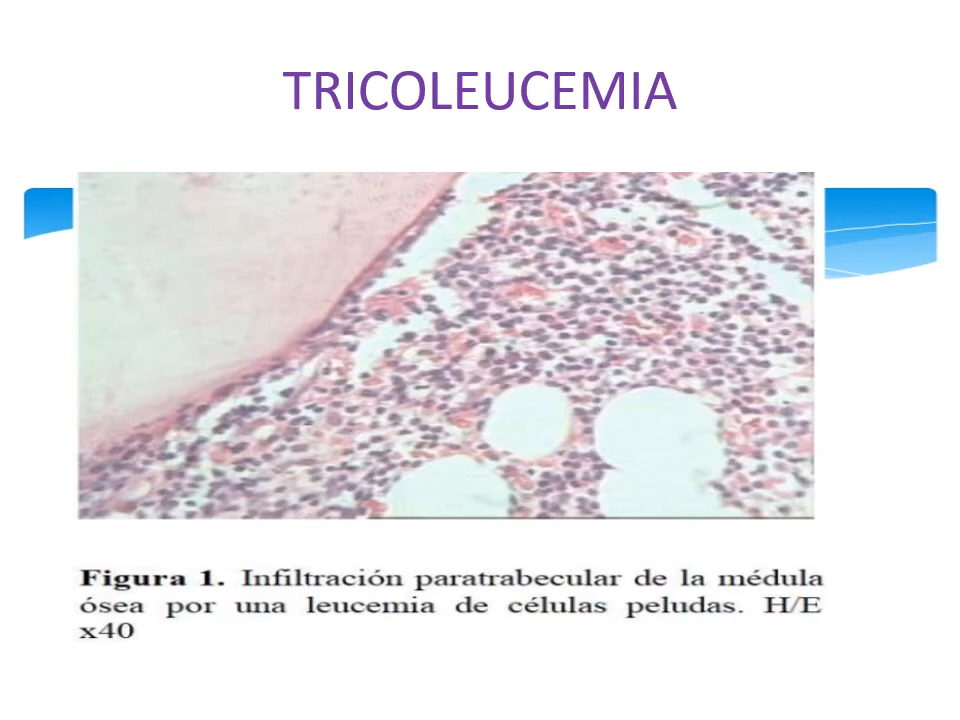 TRICOLEUCEMIA
Figura 1. Infiltración paratrabecular de la médula
ósea por una leucemia de células peludas. H/E
x40